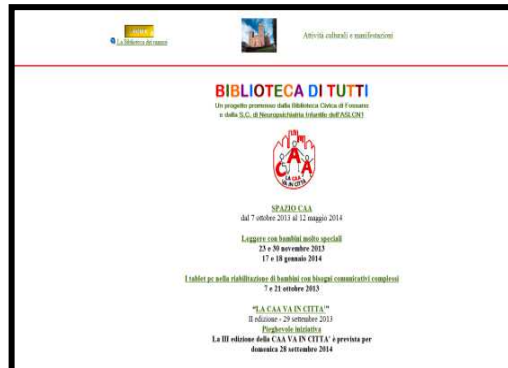 HOME
La Biblioteca dei ragazzi
Attività culturali e manifestazioni
BIBLIOTECA DI TUTTI
Un progetto promosso dalla Biblioteca Civica di Fossano
e dalla S.C. di Neuropsichiatria Infantile dell'ASLCN1
CAA
LA CAA
VA IN CITTÀ
SPAZIO CAA
dal 7 ottobre 2013 al 12 maggio 2014
Leggere con bambini molto speciali
23 e 30 novembre 2013
17 e 18 gennaio 2014
I tablet pc nella riabilitazione di bambini con bisogni comunicativi complessi
7 e 21 ottobre 2013
“LA CAA VA IN CITTA'”
II edizione - 29 settembre 2013
Pieghevole iniziativa
La III edizione della CAA VA IN CITTA' è prevista per
domenica 28 settembre 2014